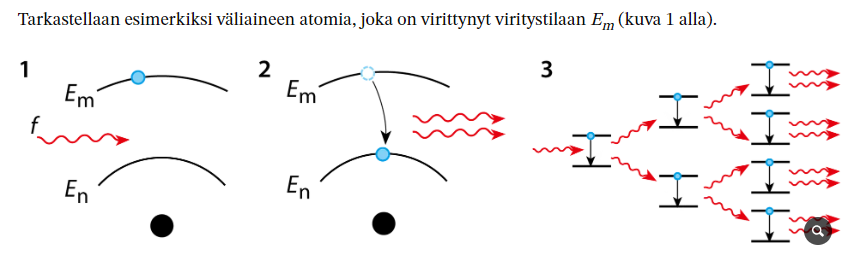 Tarkastellaan esimerkiksi väliaineen atomia, joka on virittynyt viritystilaan Em (kuva 1 alla).
1
2
3
Em
Em
f
En
En